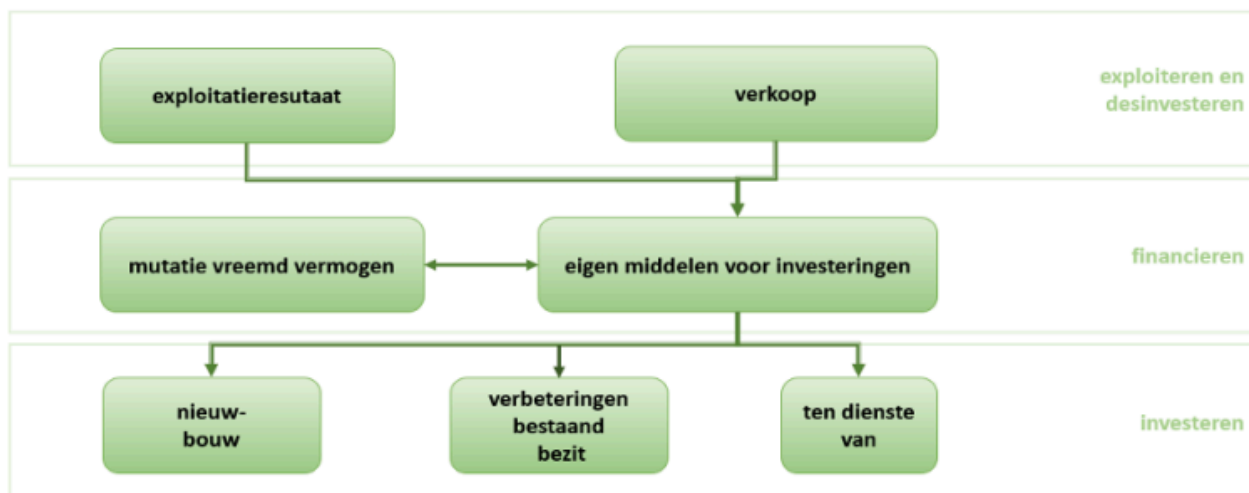 exploitatieresutaat
verkoop
exploiteren en
desinvesteren
mutatie vreemd vermogen
eigen middelen voor investeringen
financieren
nieuw-
bouw
verbeteringen
bestaand
bezit
ten dienste
van
investeren